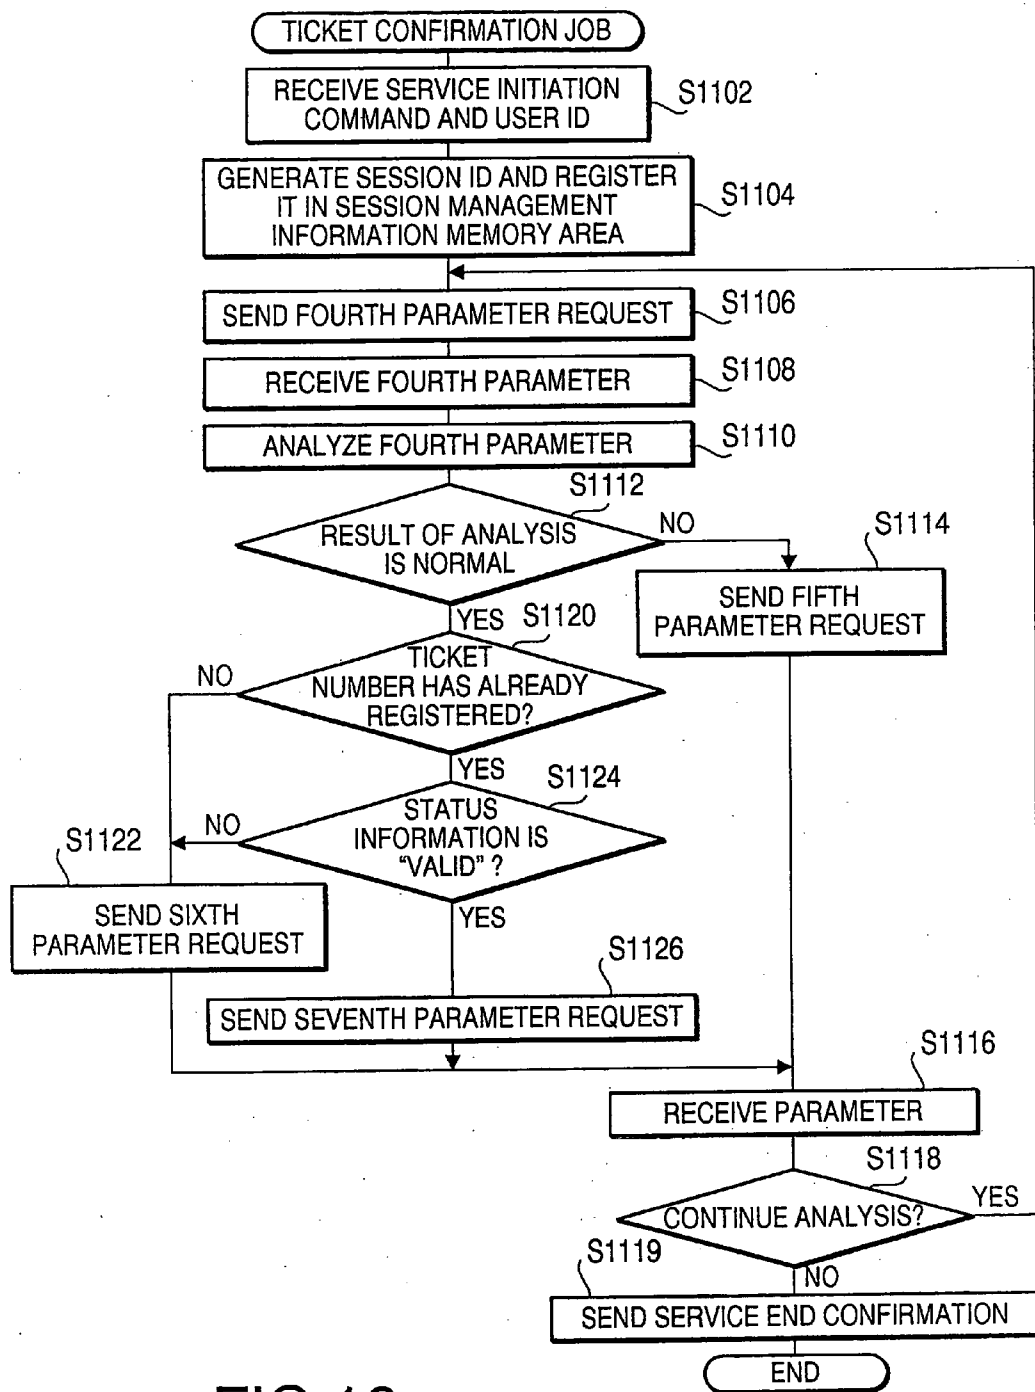 TICKET CONFIRMATION JOB
RECEIVE SERVICE INITIATION
COMMAND AND USER ID
S1102
GENERATE SESSION ID AND REGISTER
IT IN SESSION MANAGEMENT
INFORMATION MEMORY AREA
S1104
SEND FOURTH PARAMETER REQUEST
S1106
RECEIVE FOURTH PARAMETER
S1108
ANALYZE FOURTH PARAMETER
S1110
S1112
RESULT OF ANALYSIS
IS NORMAL
NO
S1114
SEND FIFTH
PARAMETER REQUEST
YES
S1120
TICKET
NUMBER HAS ALREADY
REGISTERED?
NO
YES
S1124
STATUS
INFORMATION IS
"VALID" ?
NO
S1122
SEND SIXTH
PARAMETER REQUEST
YES
S1126
SEND SEVENTH PARAMETER REQUEST
S1116
RECEIVE PARAMETER
S1118
CONTINUE ANALYSIS?
YES
S1119
NO
SEND SERVICE END CONFIRMATION
END